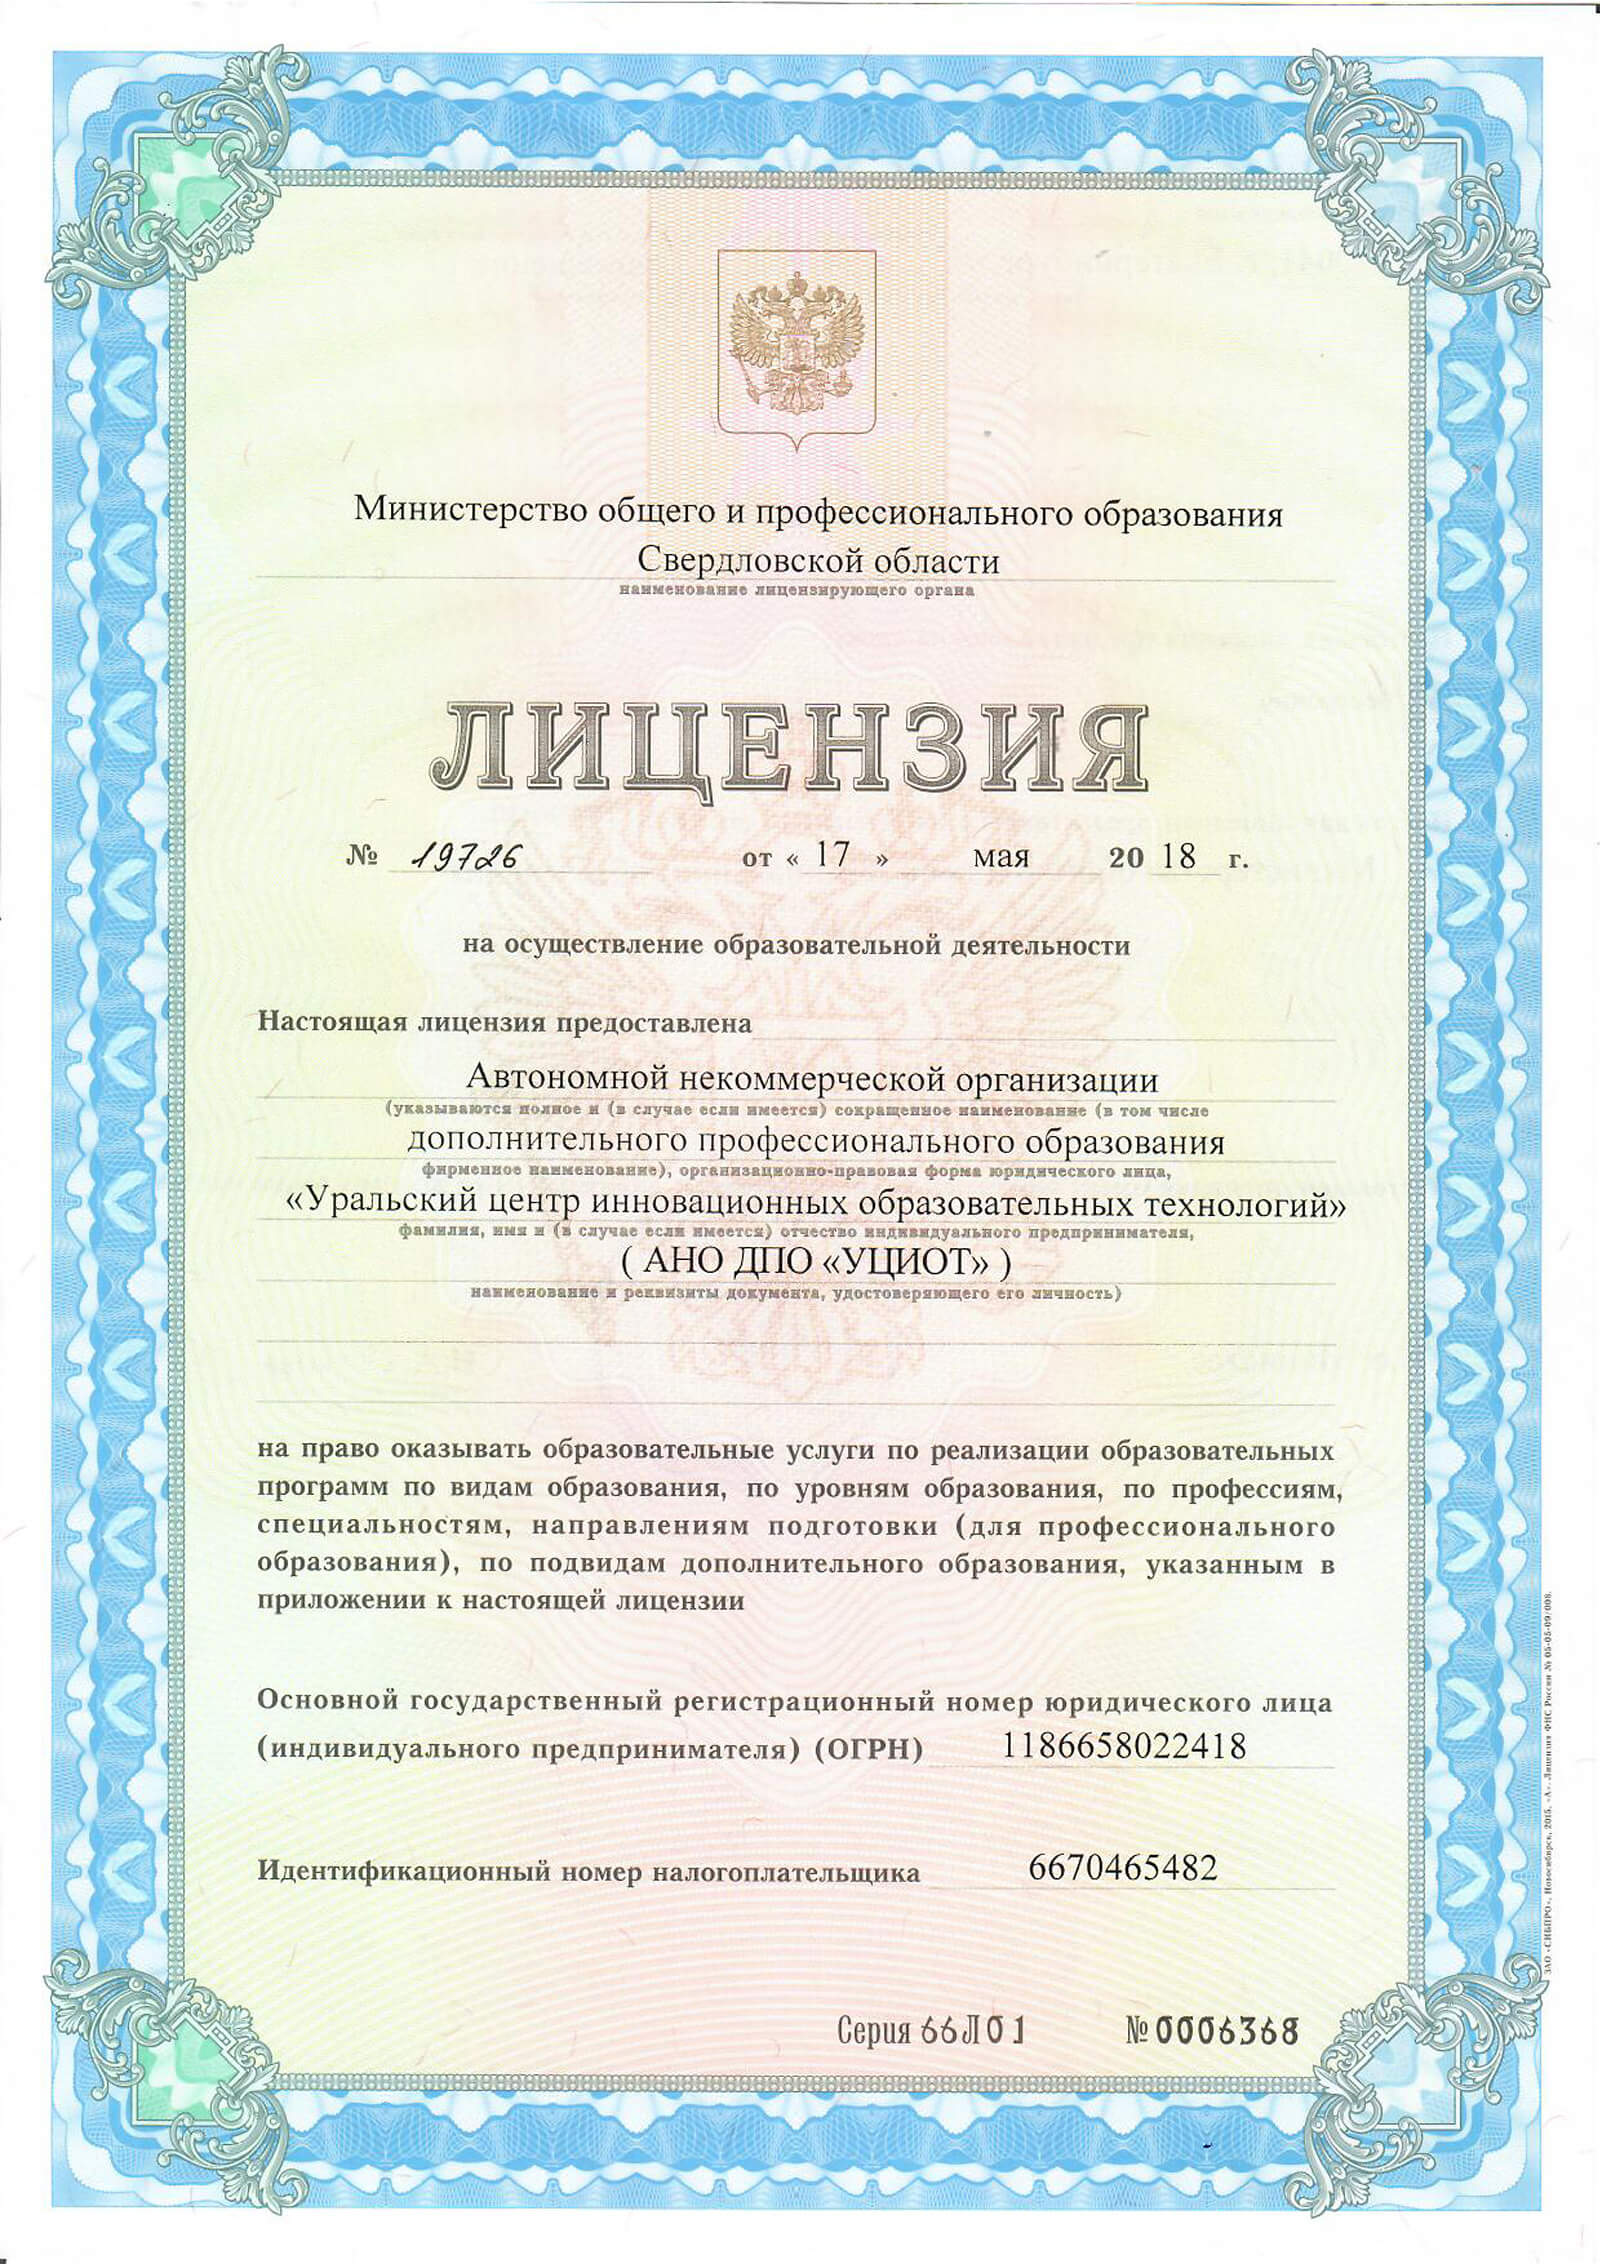 Министерство общего и профессионального образования
Свердловской области
наименование лицензирующего органа
ЛИЦЕНЗИЯ
№ 19726 от « 17 » мая 20 18 г.
на осуществление образовательной деятельности
Настоящая лицензия предоставлена
Автономной некоммерческой организации
(указываются полное и (в случае если имеется) сокращенное наименование (в том числе
дополнительного профессионального образования
фирменное наименование), организационно-правовая форма юридического лица,
«Уральский центр инновационных образовательных технологий»
фамилия, имя и (в случае если имеется) отчество индивидуального предпринимателя,
( АНО ДПО «УЦИОТ» )
наименование и реквизиты документа, удостоверяющего его личность)
на право оказывать образовательные услуги по реализации образовательных
программ по видам образования, по уровням образования, по профессиям,
специальностям, направлениям подготовки (для профессионального
образования), по подвидам дополнительного образования, указанным в
приложении к настоящей лицензии
Основной государственный регистрационный номер юридического лица
(индивидуального предпринимателя) (ОГРН) 1186658022418
Идентификационный номер налогоплательщика 6670465482
Серия 66Л01 № 0006368
ЗАО «СИБПРО», Новосибирск, 2015, «А». Лицензия ФНС России № 05-05-09/008.